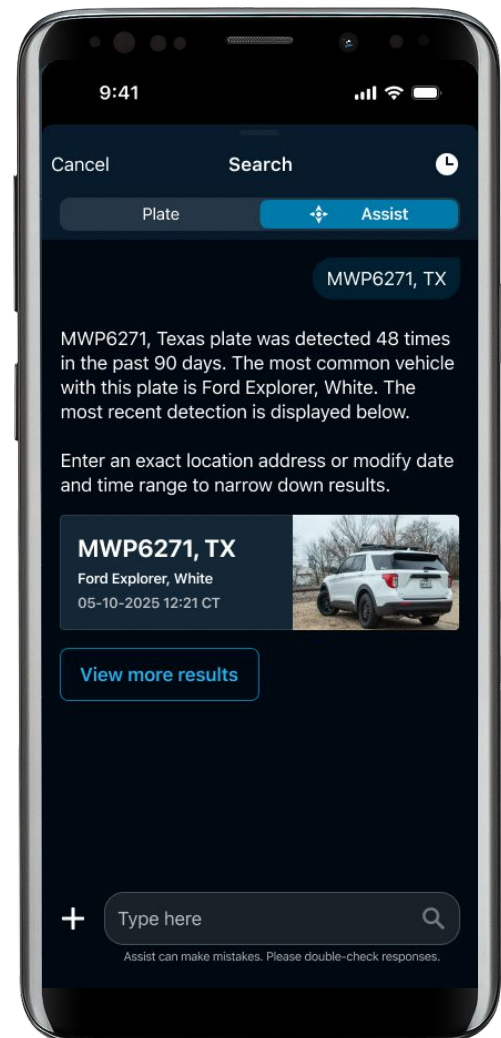 9:41
Cancel
Search
Plate
Assist
MWP6271, TX
MWP6271, Texas plate was detected 48 times
in the past 90 days. The most common vehicle
with this plate is Ford Explorer, White. The
most recent detection is displayed below.
Enter an exact location address or modify date
and time range to narrow down results.
MWP6271, TX
Ford Explorer, White
05-10-2025 12:21 CT
View more results
Type here
Assist can make mistakes. Please double-check responses.